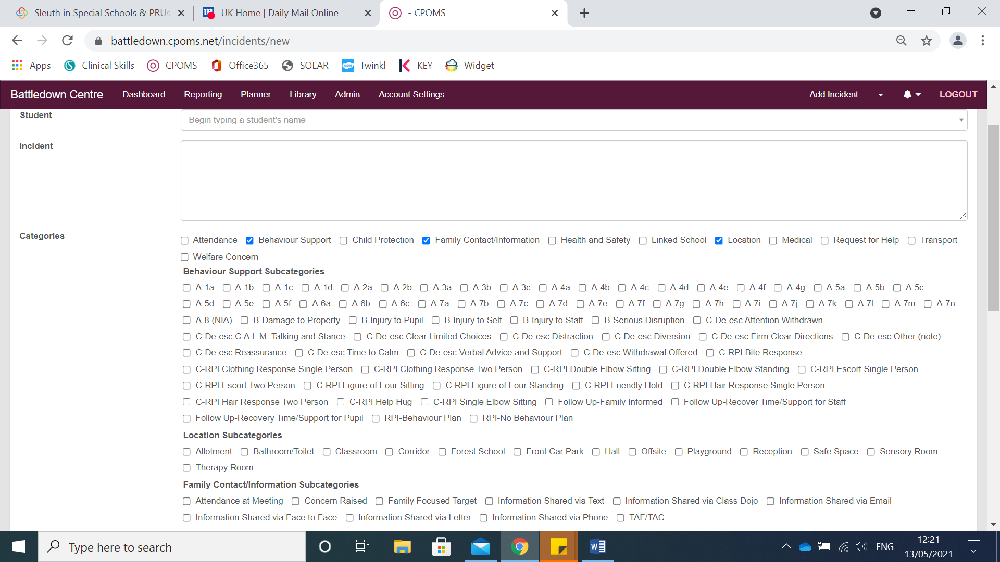 Sleuth in Special Schools & PRUs
UK Home | Daily Mail Online
- CPOMS
battledown.cpoms.net/incidents/new
Apps Clinical Skills CPOMS Office365 SOLAR Twinkl KEY Widget
Battledown Centre Dashboard Reporting Planner Library Admin Account Settings Add Incident LOGOUT
Student Begin typing a student's name
Incident
Categories
Attendance Behaviour Support Child Protection Family Contact/Information Health and Safety Linked School Location Medical Request for Help Transport
Welfare Concern
Behaviour Support Subcategories
A-1a A-1b A-1c A-1d A-2a A-2b A-3a A-3b A-3c A-4a A-4b A-4c A-4d A-4e A-4f A-4g A-5a A-5b A-5c
A-5d A-5e A-5f A-6a A-6b A-6c A-7a A-7b A-7c A-7d A-7e A-7f A-7g A-7h A-7i A-7j A-7k A-7l A-7m A-7n
A-8 (NIA) B-Damage to Property B-Injury to Pupil B-Injury to Self B-Injury to Staff B-Serious Disruption C-De-esc Attention Withdrawn
C-De-esc C.A.L.M. Talking and Stance C-De-esc Clear Limited Choices C-De-esc Distraction C-De-esc Diversion C-De-esc Firm Clear Directions C-De-esc Other (note)
C-De-esc Reassurance C-De-esc Time to Calm C-De-esc Verbal Advice and Support C-De-esc Withdrawal Offered C-RPI Bite Response
C-RPI Clothing Response Single Person C-RPI Clothing Response Two Person C-RPI Double Elbow Sitting C-RPI Double Elbow Standing C-RPI Escort Single Person
C-RPI Escort Two Person C-RPI Figure of Four Sitting C-RPI Figure of Four Standing C-RPI Friendly Hold C-RPI Hair Response Single Person
C-RPI Hair Response Two Person C-RPI Help Hug C-RPI Single Elbow Sitting Follow Up-Family Informed Follow Up-Recover Time/Support for Staff
Follow Up-Recovery Time/Support for Pupil RPI-Behaviour Plan RPI-No Behaviour Plan
Location Subcategories
Allotment Bathroom/Toilet Classroom Corridor Forest School Front Car Park Hall Offsite Playground Reception Safe Space Sensory Room
Therapy Room
Family Contact/Information Subcategories
Attendance at Meeting Concern Raised Family Focused Target Information Shared via Text Information Shared via Class Dojo Information Shared via Email
Information Shared via Face to Face Information Shared via Letter Information Shared via Phone TAF/TAC
Type here to search
ENG
12:21
13/05/2021